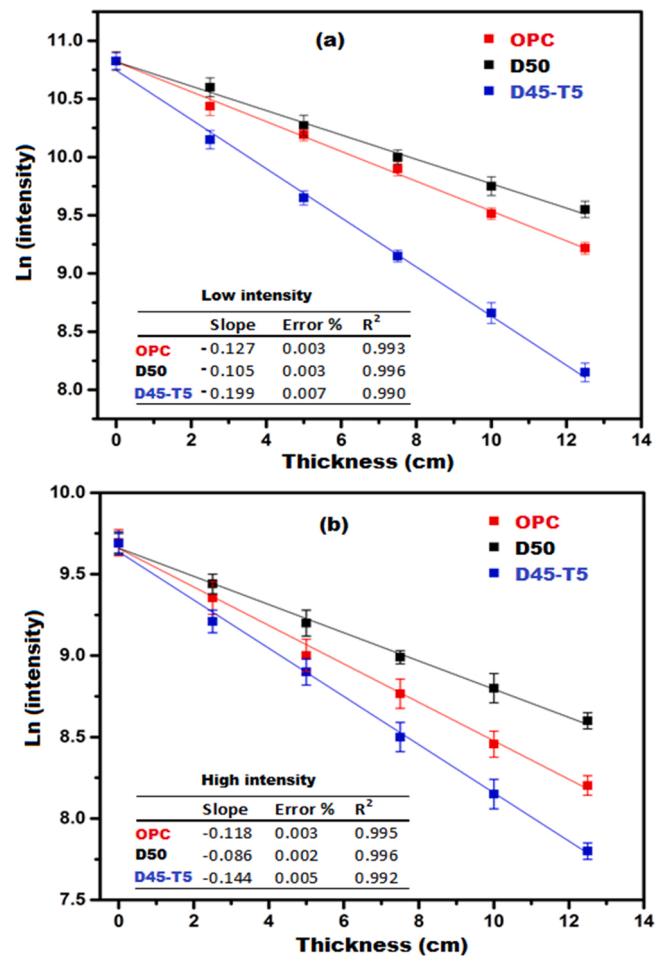 (a)
OPC
D50
D45-T5
Ln (intensity)
11.0
10.5
10.0
9.5
9.0
8.5
8.0
Low intensity
Slope Error % R²
OPC -0.127 0.003 0.993
D50 -0.105 0.003 0.996
D45-T5 -0.199 0.007 0.990
0 2 4 6 8 10 12 14
Thickness (cm)
(b)
OPC
D50
D45-T5
Ln (intensity)
10.0
9.5
9.0
8.5
8.0
7.5
High intensity
Slope Error % R²
OPC -0.118 0.003 0.995
D50 -0.086 0.002 0.996
D45-T5 -0.144 0.005 0.992
0 2 4 6 8 10 12 14
Thickness (cm)